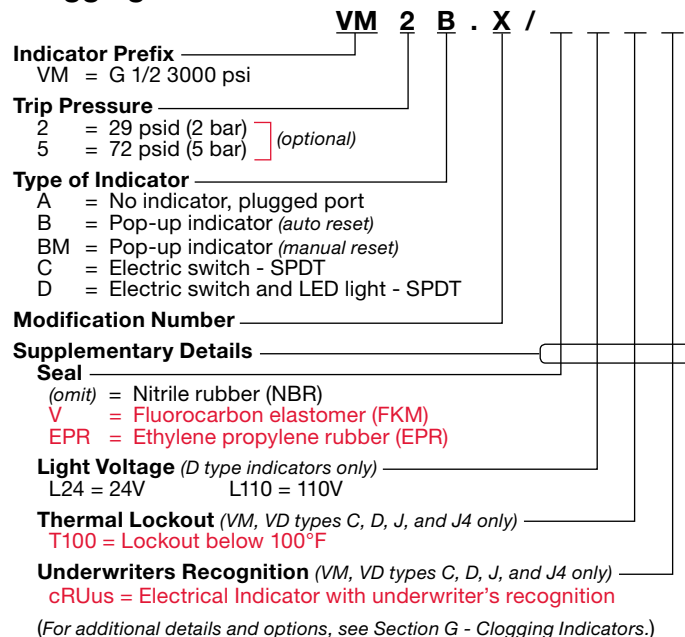 VM 2 B . X /
Indicator Prefix
VM = G 1/2 3000 psi
Trip Pressure
2 = 29 psid (2 bar)
5 = 72 psid (5 bar)
(optional)
Type of Indicator
A = No indicator, plugged port
B = Pop-up indicator (auto reset)
BM = Pop-up indicator (manual reset)
C = Electric switch - SPDT
D = Electric switch and LED light - SPDT
Modification Number
Supplementary Details
Seal
(omit) = Nitrile rubber (NBR)
V = Fluorocarbon elastomer (FKM)
EPR = Ethylene propylene rubber (EPR)
Light Voltage (D type indicators only)
L24 = 24V L110 = 110V
Thermal Lockout (VM, VD types C, D, J, and J4 only)
T100 = Lockout below 100°F
Underwriters Recognition (VM, VD types C, D, J, and J4 only)
cRUus = Electrical Indicator with underwriter's recognition
(For additional details and options, see Section G - Clogging Indicators.)